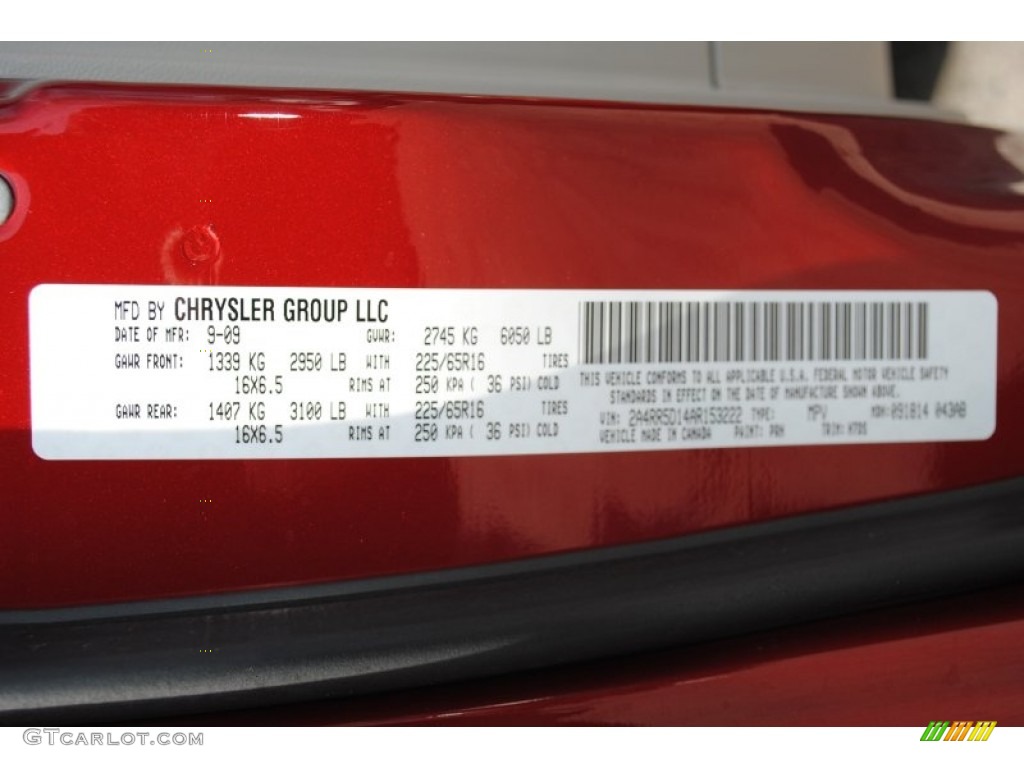 MFD BY CHRYSLER GROUP LLC
DATE OF MFR: 9-09 GVWR: 2745 KG 6050 LB
GAWR FRONT: 1339 KG 2950 LB WITH 225/65R16 TIRES
16X6.5 RIMS AT 250 KPA ( 36 PSI) COLD
GAWR REAR: 1407 KG 3100 LB WITH 225/65R16 TIRES
16X6.5 RIMS AT 250 KPA ( 36 PSI) COLD
THIS VEHICLE CONFORMS TO ALL APPLICABLE U.S.A. FEDERAL MOTOR VEHICLE SAFETY
STANDARDS IN EFFECT ON THE DATE OF MANUFACTURE SHOWN ABOVE.
VIN: 2A4RR5D14AR153222 TYPE: MPV MDH: 091814 043AB
VEHICLE MADE IN CANADA PAINT: PRH TRIM:
GTCARLOT.COM